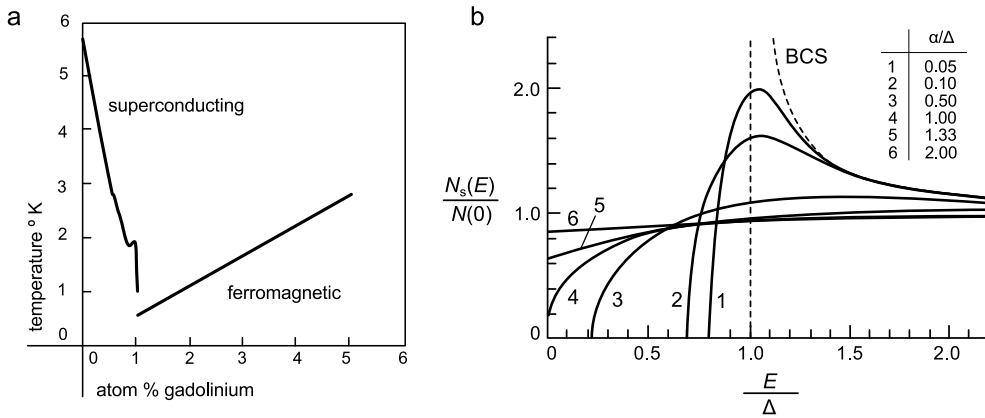 a
6
5
4
3
2
1
0
temperature º K
superconducting
ferromagnetic
0 1 2 3 4 5 6
atom % gadolinium
b
2.0
1.0
0
Ns(E)
N(0)
BCS
α/Δ
1 0.05
2 0.10
3 0.50
4 1.00
5 1.33
6 2.00
6
5
4
3
2
1
0 0.5 1.0 1.5 2.0
E
Δ